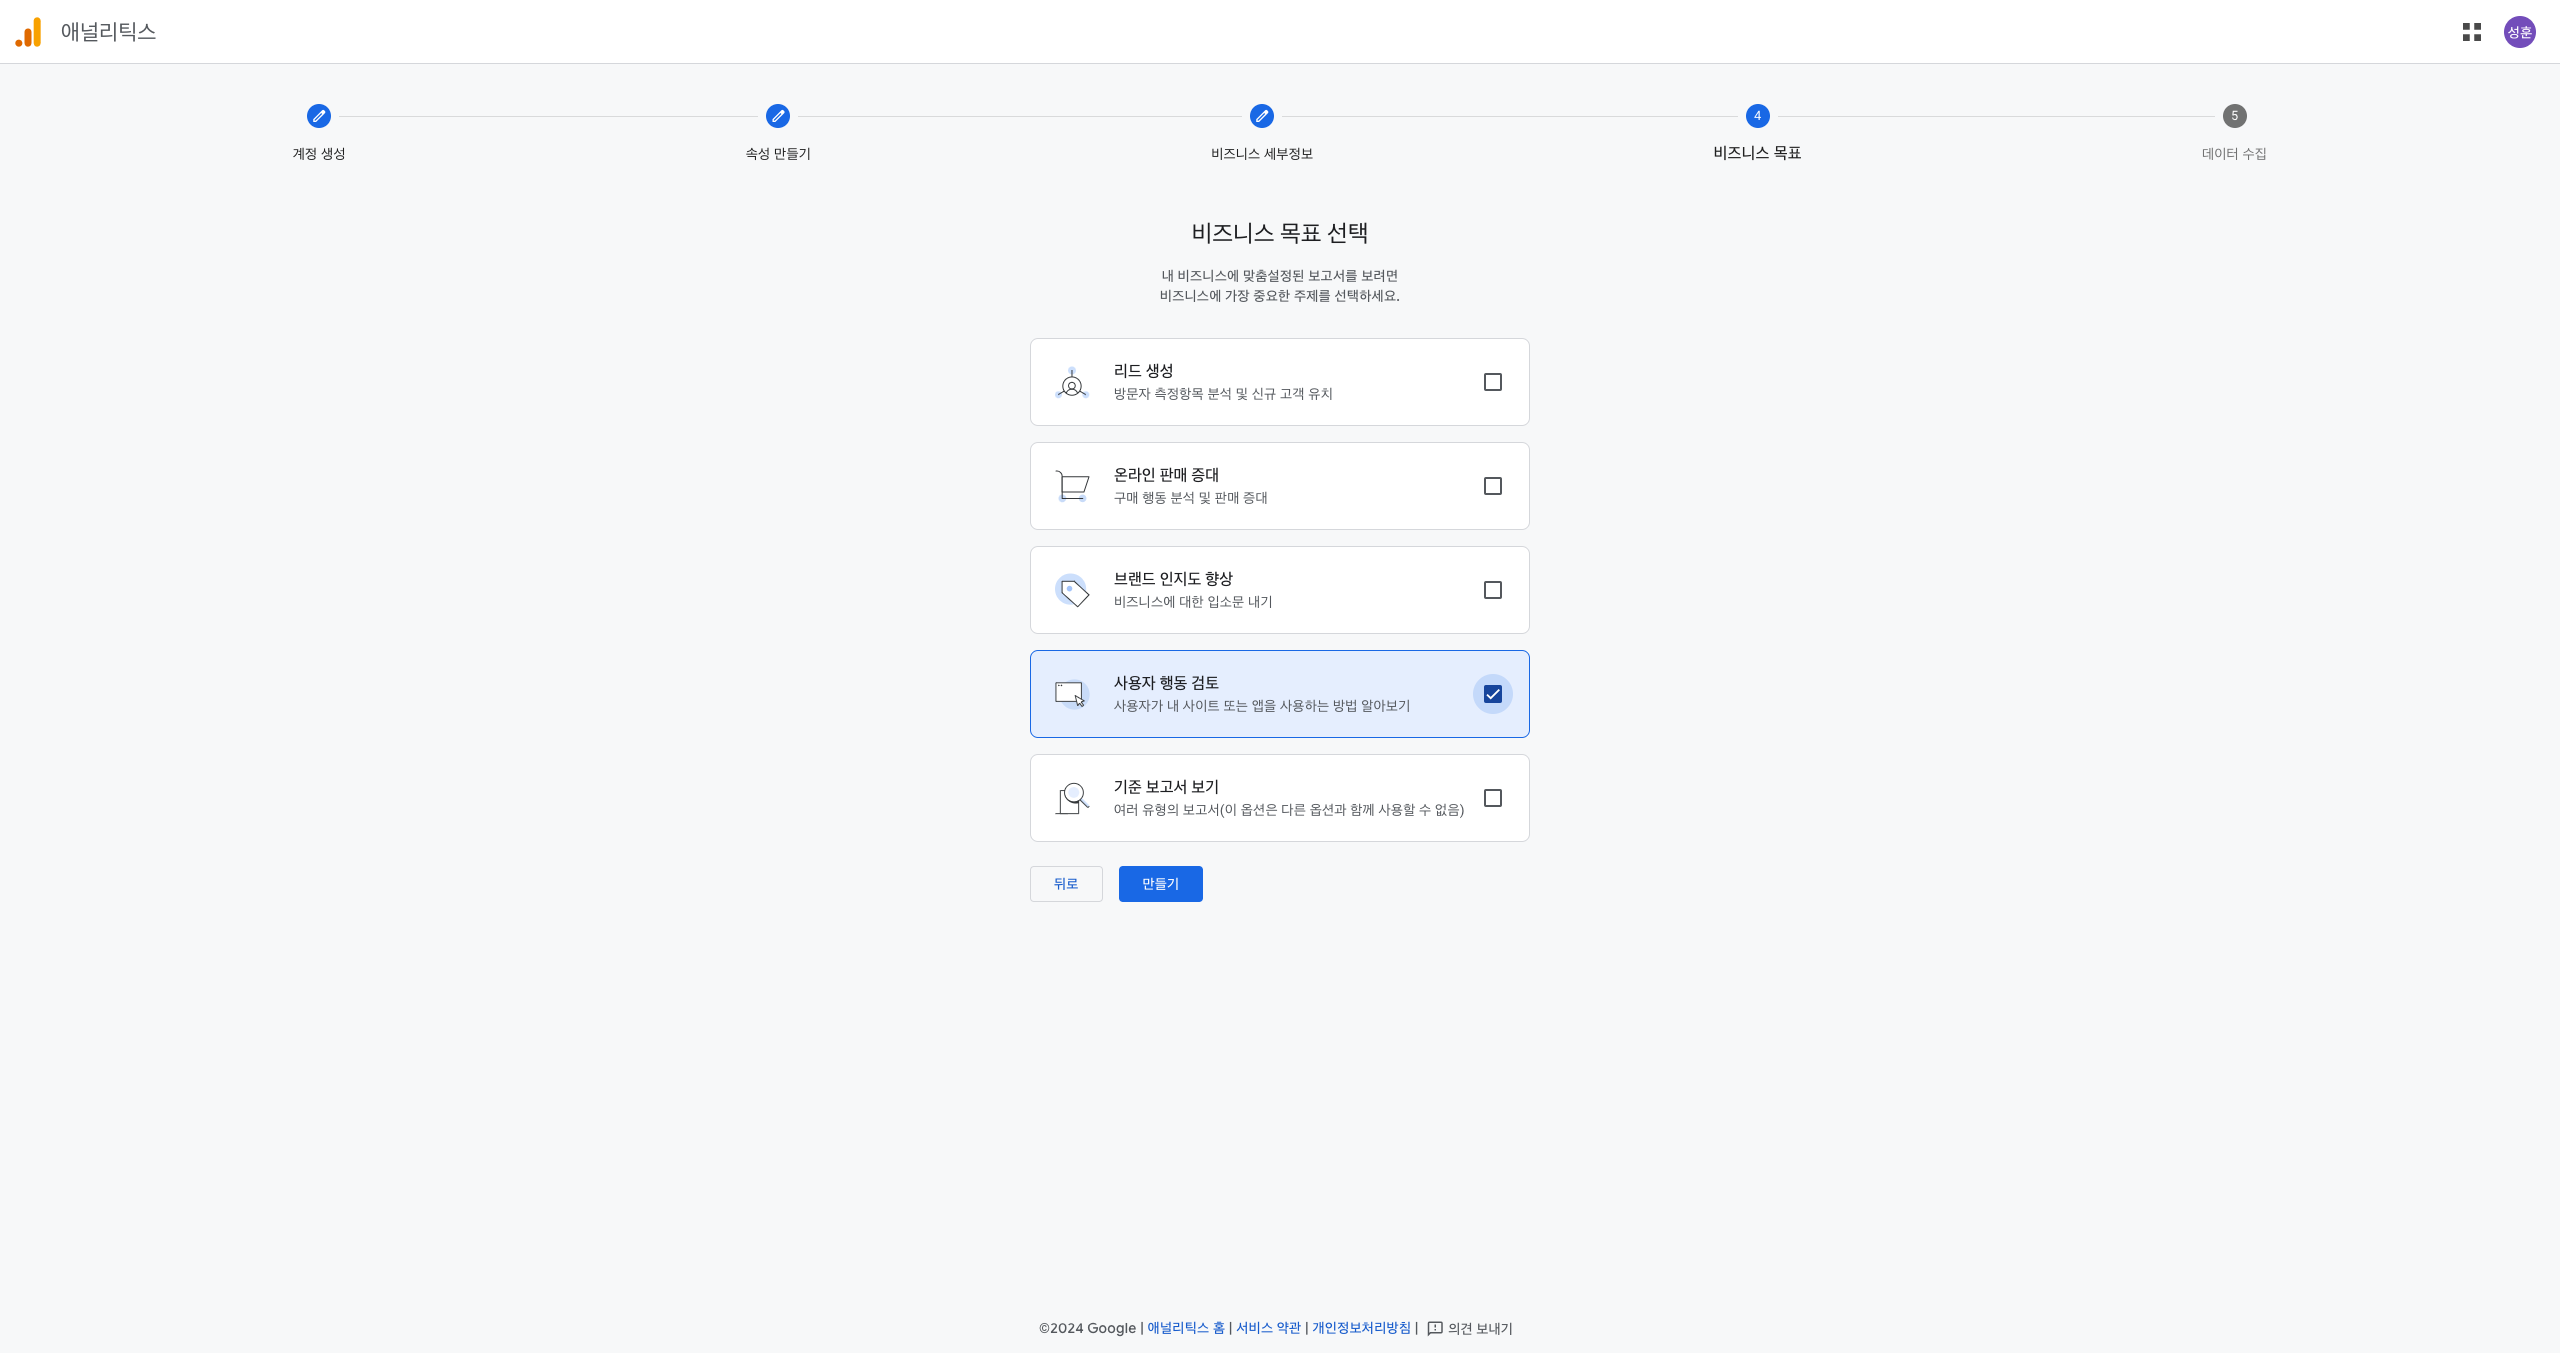 애널리틱스
성훈
4
5
계정 생성
속성 만들기
비즈니스 세부정보
비즈니스 목표
데이터 수집
비즈니스 목표 선택
내 비즈니스에 맞춤설정된 보고서를 보려면
비즈니스에 가장 중요한 주제를 선택하세요.
리드 생성
방문자 측정항목 분석 및 신규 고객 유치
온라인 판매 증대
구매 행동 분석 및 판매 증대
브랜드 인지도 향상
비즈니스에 대한 입소문 내기
사용자 행동 검토
사용자가 내 사이트 또는 앱을 사용하는 방법 알아보기
기준 보고서 보기
여러 유형의 보고서(이 옵션은 다른 옵션과 함께 사용할 수 없음)
뒤로
만들기
©2024 Google | 애널리틱스 홈 | 서비스 약관 | 개인정보처리방침 | 의견 보내기